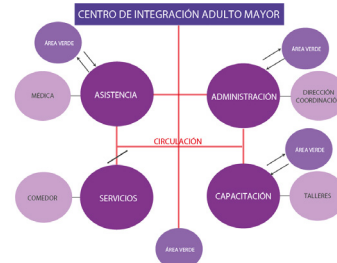 CENTRO DE INTEGRACIÓN ADULTO MAYOR
ÁREA VERDE
ÁREA VERDE
MÉDICA
ASISTENCIA
ADMINISTRACIÓN
DIRECCIÓN
COORDINACIÓN
CIRCULACIÓN
ÁREA VERDE
COMEDOR
SERVICIOS
CAPACITACIÓN
TALLERES
ÁREA VERDE